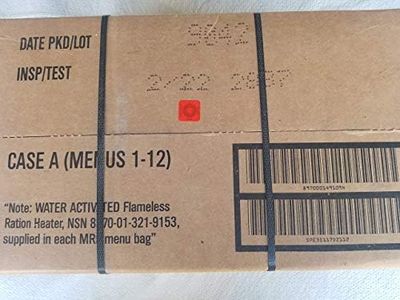 DATE PKD/LOT 9042
INSP/TEST 2/22 2837
CASE A (MENUS 1-12)
"Note: WATER ACTIVATED Flameless
Ration Heater, NSN 8970-01-321-9153,
supplied in each MRE menu bag"